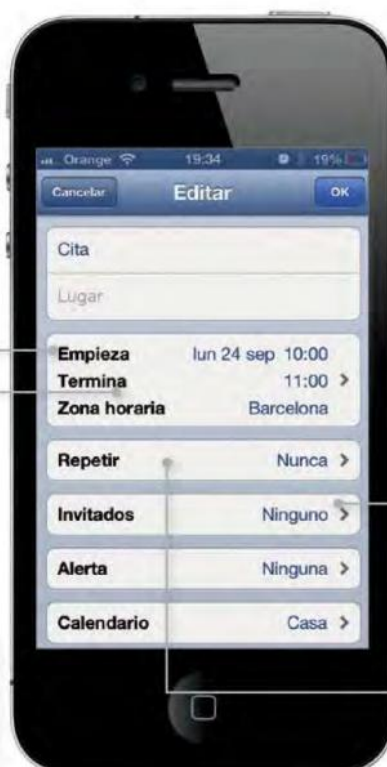 Orange 19:34 19%
Cancelar Editar OK
Cita
Lugar
Empieza lun 24 sep 10:00
Termina 11:00 >
Zona horaria Barcelona
Repetir Nunca >
Invitados Ninguno >
Alerta Ninguna >
Calendario Casa >